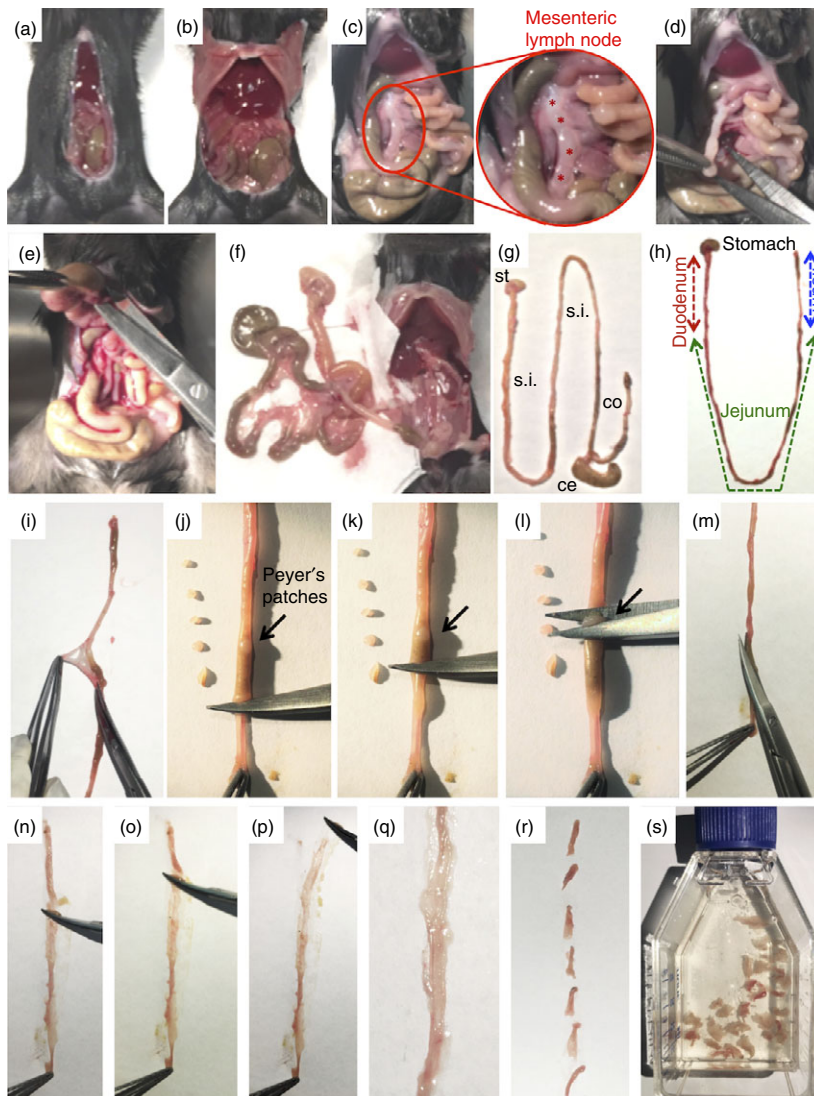 (a)
(b)
(c)
Mesenteric
lymph node
*
*
*
*
(d)
(e)
(f)
(g)
st
s.i.
s.i.
co
ce
(h)
Stomach
Duodenum
Jejunum
(i)
(j)
Peyer′s
patches
(k)
(l)
(m)
(n)
(o)
(p)
(q)
(r)
(s)